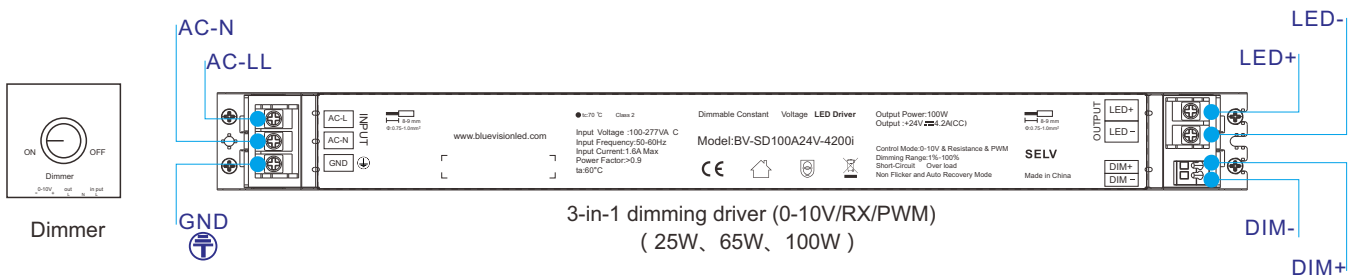 AC-N
AC-LL
GND
ON
OFF
Dimmer
0-10V out in put
+ - L N L
Dimmer
AC-L
AC-N
GND
INPUT
8-9 mm
Φ:0.75-1.0mm²
www.bluevisionled.com
tc:70 ℃ Class 2
Input Voltage :100-277VA C
Input Frequency:50-60Hz
Input Current:1.6A Max
Power Factor:>0.9
ta:60°C
Dimmable Constant Voltage LED Driver
Model:BV-SD100A24V-4200i
CE
Output Power:100W
Output :+24V⎓4.2A(CC)
Control Mode:0-10V & Resistance & PWM
Dimming Range:1%-100%
Short-Circuit Over load
Non Flicker and Auto Recovery Mode
8-9 mm
Φ:0.75-1.0mm²
SELV
Made in China
OUTPUT
LED+
LED−
DIM+
DIM−
LED-
LED+
DIM-
DIM+
3-in-1 dimming driver (0-10V/RX/PWM)
( 25W、65W、100W )